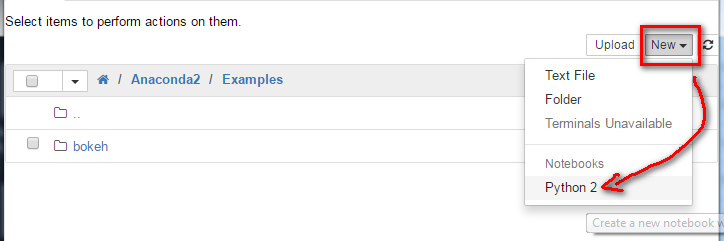 Select items to perform actions on them.
Upload New
/ Anaconda2 / Examples
..
bokeh
Text File
Folder
Terminals Unavailable
Notebooks
Python 2
Create a new notebook w